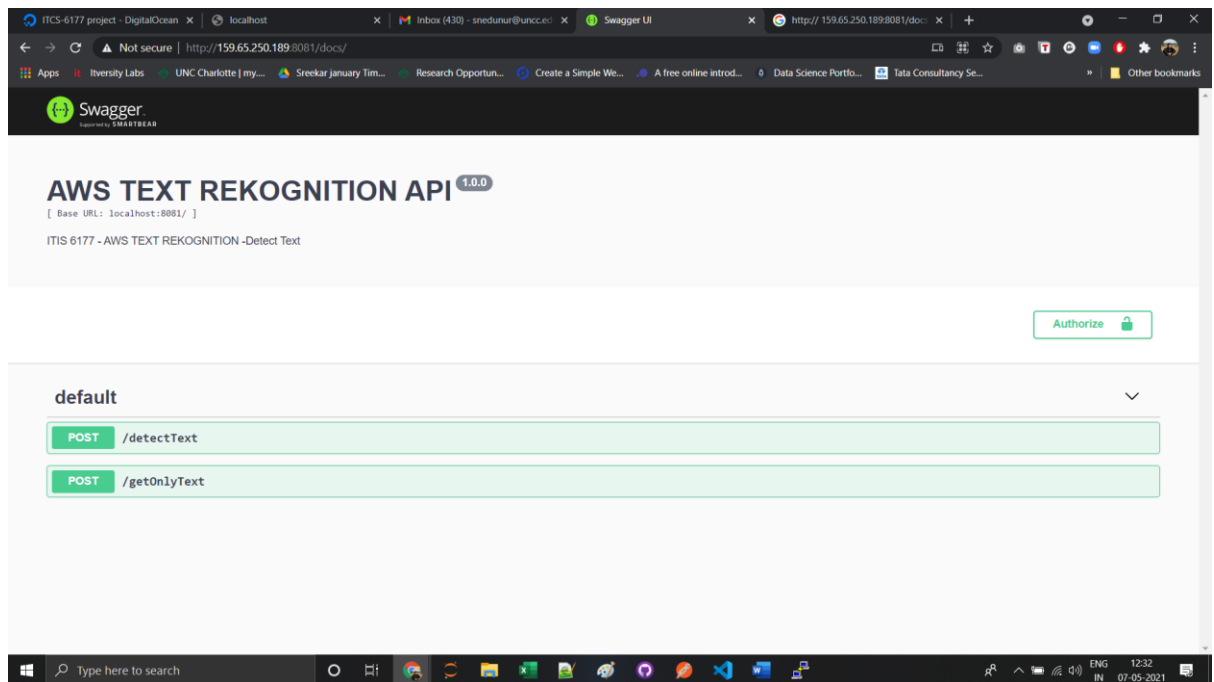 ITCS-6177 project - DigitalOcean
localhost
Inbox (430) - snedunur@uncc.ed
Swagger UI
http:// 159.65.250.189:8081/doc
Not secure | http://159.65.250.189:8081/docs/
Apps
Itversity Labs
UNC Charlotte | my....
Sreekar january Tim...
Research Opportun...
Create a Simple We...
A free online introd...
Data Science Portfo...
Tata Consultancy Se...
»
Other bookmarks
Swagger.
Supported by SMARTBEAR
AWS TEXT REKOGNITION API 1.0.0
[ Base URL: localhost:8081/ ]
ITIS 6177 - AWS TEXT REKOGNITION -Detect Text
Authorize
default
POST /detectText
POST /getOnlyText
Type here to search
ENG 12:32
IN 07-05-2021